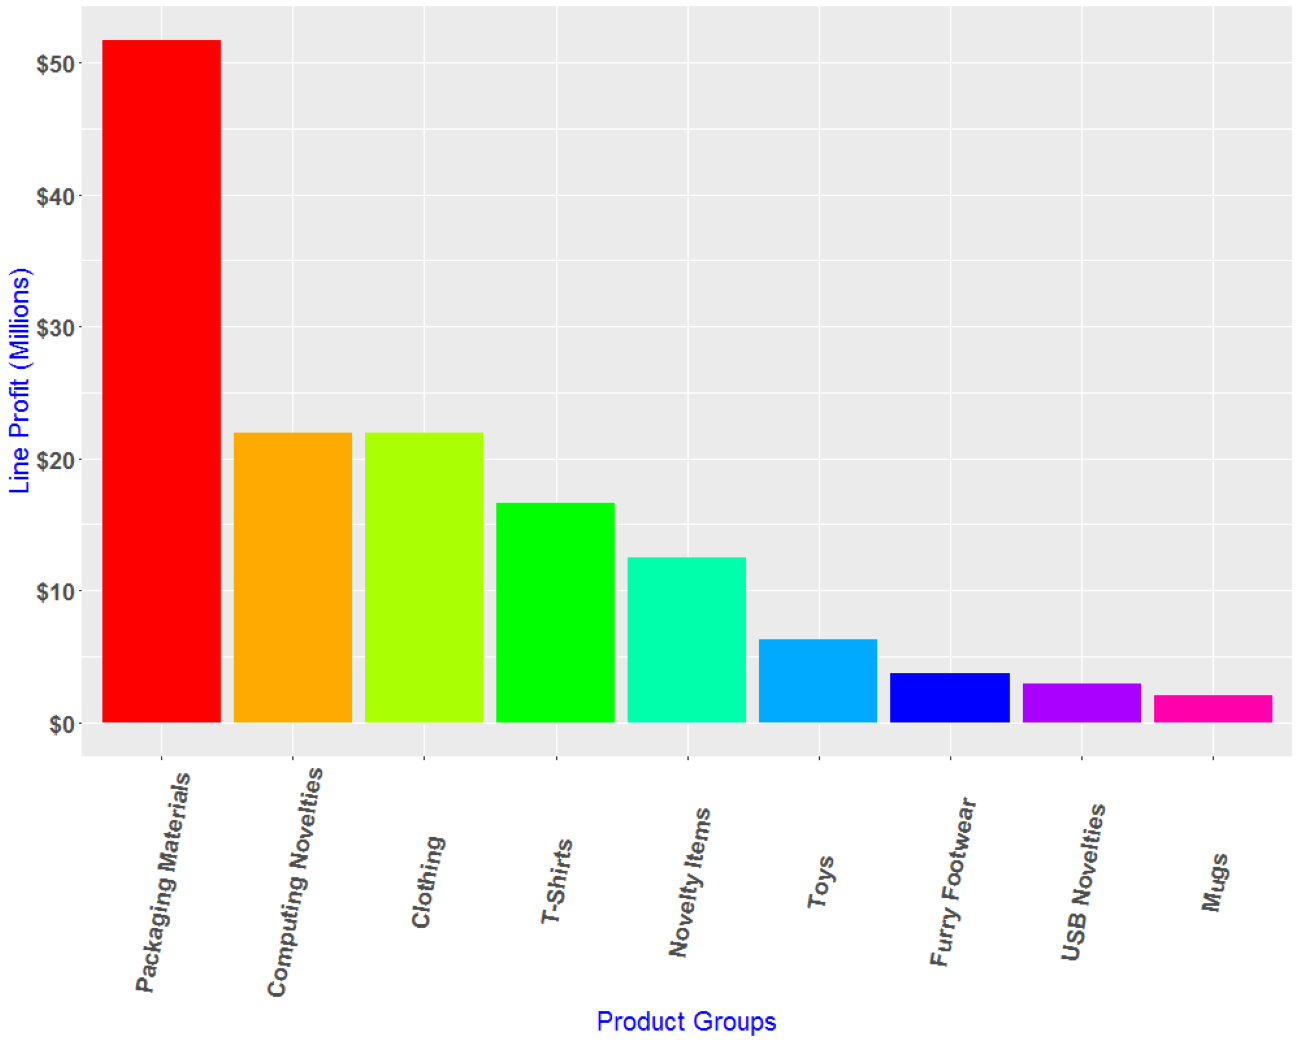 $50
$40
$30
$20
$10
$0
Line Profit (Millions)
Packaging Materials
Computing Novelties
Clothing
T-Shirts
Novelty Items
Toys
Furry Footwear
USB Novelties
Mugs
Product Groups